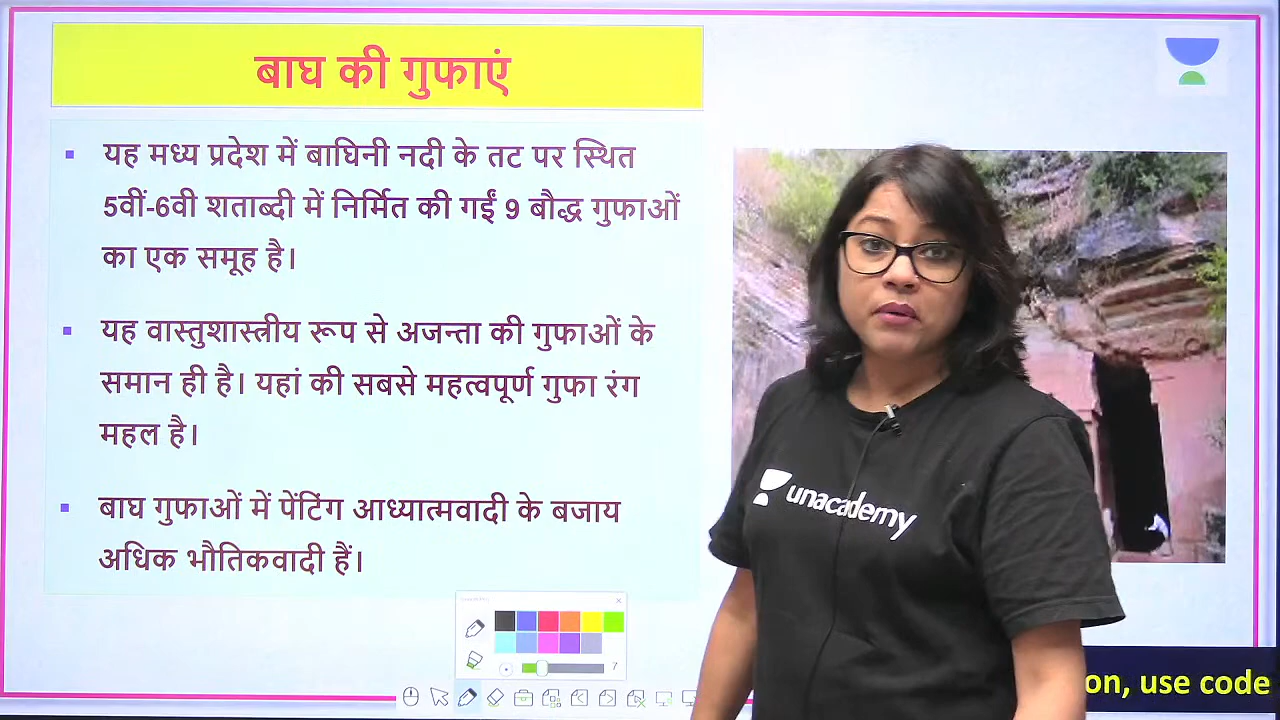 बाघ की गुफाएं
यह मध्य प्रदेश में बाघिनी नदी के तट पर स्थित
5वीं-6वी शताब्दी में निर्मित की गईं 9 बौद्ध गुफाओं
का एक समूह है।
यह वास्तुशास्त्रीय रूप से अजन्ता की गुफाओं के
समान ही है। यहां की सबसे महत्वपूर्ण गुफा रंग
महल है।
बाघ गुफाओं में पेंटिंग आध्यात्मवादी के बजाय
अधिक भौतिकवादी हैं।
unacademy
7
on, use code